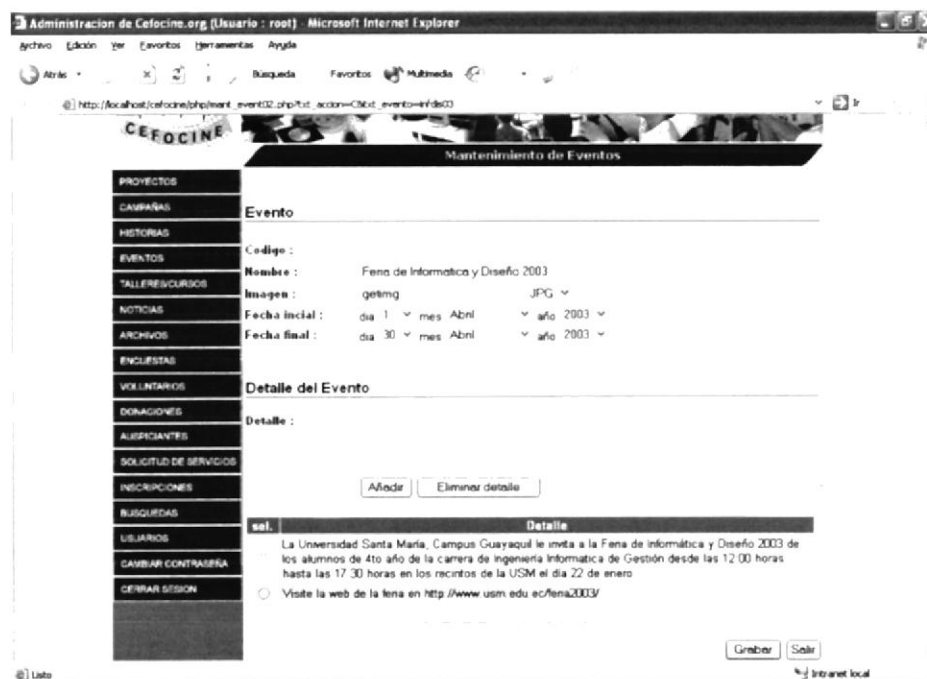 Administracion de Cefocine.org (Usuario : root) - Microsoft Internet Explorer
Archivo Edición Ver Favoritos Herramientas Ayuda
Atrás Búsqueda Favoritos Multimedia
http://localhost/cefocine/php/mant_event02.php?txt_accion=C&txt_evento=infdis03 Ir
CEFOCINE
Mantenimiento de Eventos
PROYECTOS
CAMPAÑAS
HISTORIAS
EVENTOS
TALLERES/CURSOS
NOTICIAS
ARCHIVOS
ENCUESTAS
VOLUNTARIOS
DONACIONES
AUSPICIANTES
SOLICITUD DE SERVICIOS
INSCRIPCIONES
BUSQUEDAS
USUARIOS
CAMBIAR CONTRASEÑA
CERRAR SESION
Evento
Codigo :
Nombre : Feria de Informatica y Diseño 2003
Imagen : getimg JPG
Fecha incial : dia 1 mes Abril año 2003
Fecha final : dia 30 mes Abril año 2003
Detalle del Evento
Detalle :
Añadir Eliminar detalle
sel. Detalle
La Universidad Santa María, Campus Guayaquil le invita a la Feria de Informática y Diseño 2003 de
los alumnos de 4to año de la carrera de Ingeniería Informatica de Gestión desde las 12:00 horas
hasta las 17:30 horas en los recintos de la USM el día 22 de enero
Visite la web de la feria en http://www.usm.edu.ec/feria2003/
Grabar Salir
Listo Intranet local